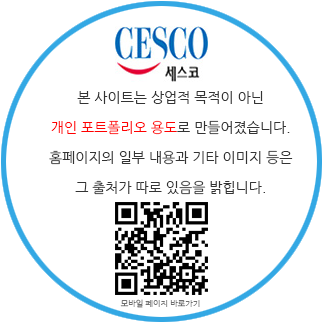 CESCO
세스코
본 사이트는 상업적 목적이 아닌
개인 포트폴리오 용도로 만들어졌습니다.
홈페이지의 일부 내용과 기타 이미지 등은
그 출처가 따로 있음을 밝힙니다.
모바일 페이지 바로가기